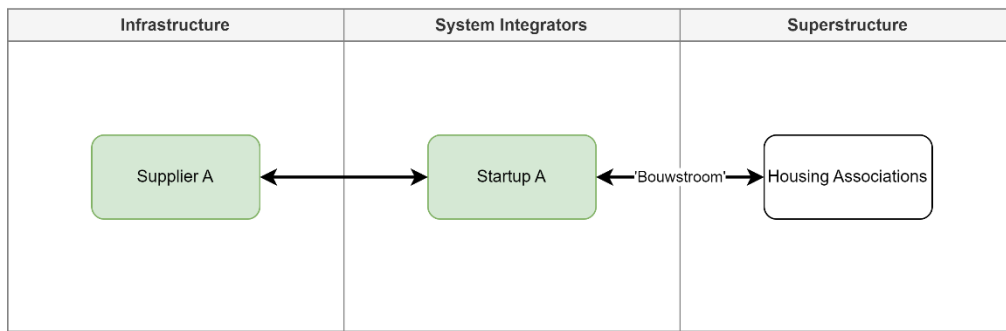 Infrastructure
System Integrators
Superstructure
Supplier A
Startup A
'Bouwstroom'
Housing Associations